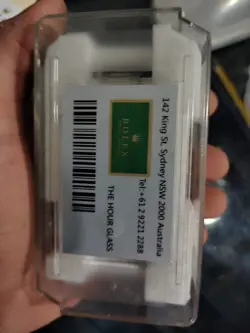 142 King St. Sydney NSW 2000 Australia
Tel:+61 2 9221 2288
ROLEX
THE HOUR GLASS